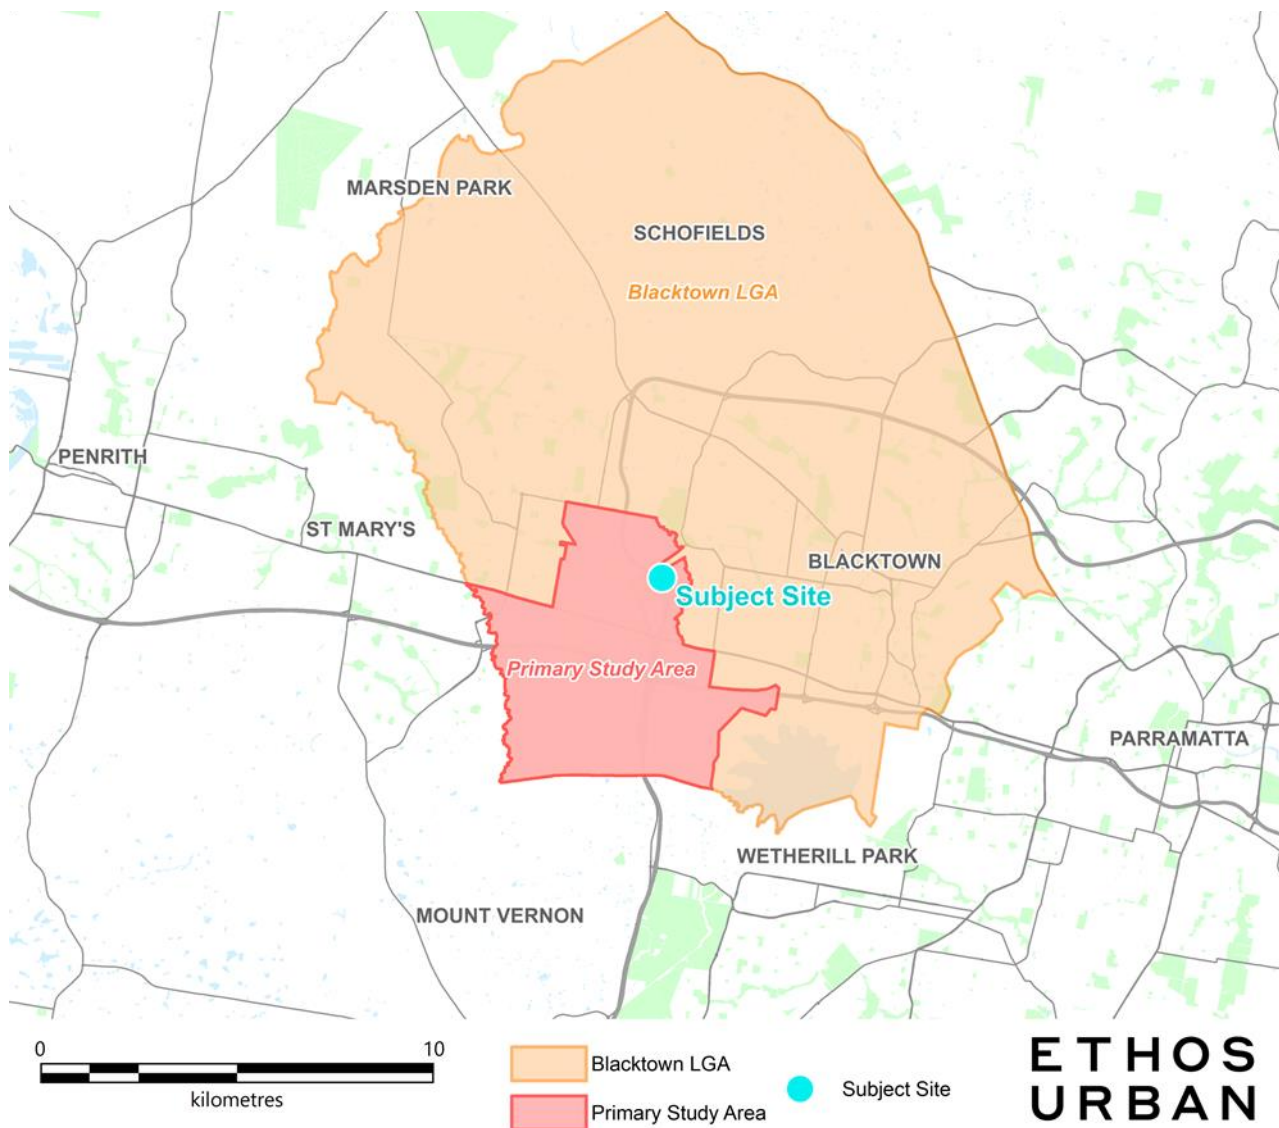 MARSDEN PARK
SCHOFIELDS
Blacktown LGA
PENRITH
ST MARY'S
BLACKTOWN
Subject Site
Primary Study Area
PARRAMATTA
WETHERILL PARK
MOUNT VERNON
0 10
kilometres
Blacktown LGA
Primary Study Area
Subject Site
ETHOS
URBAN